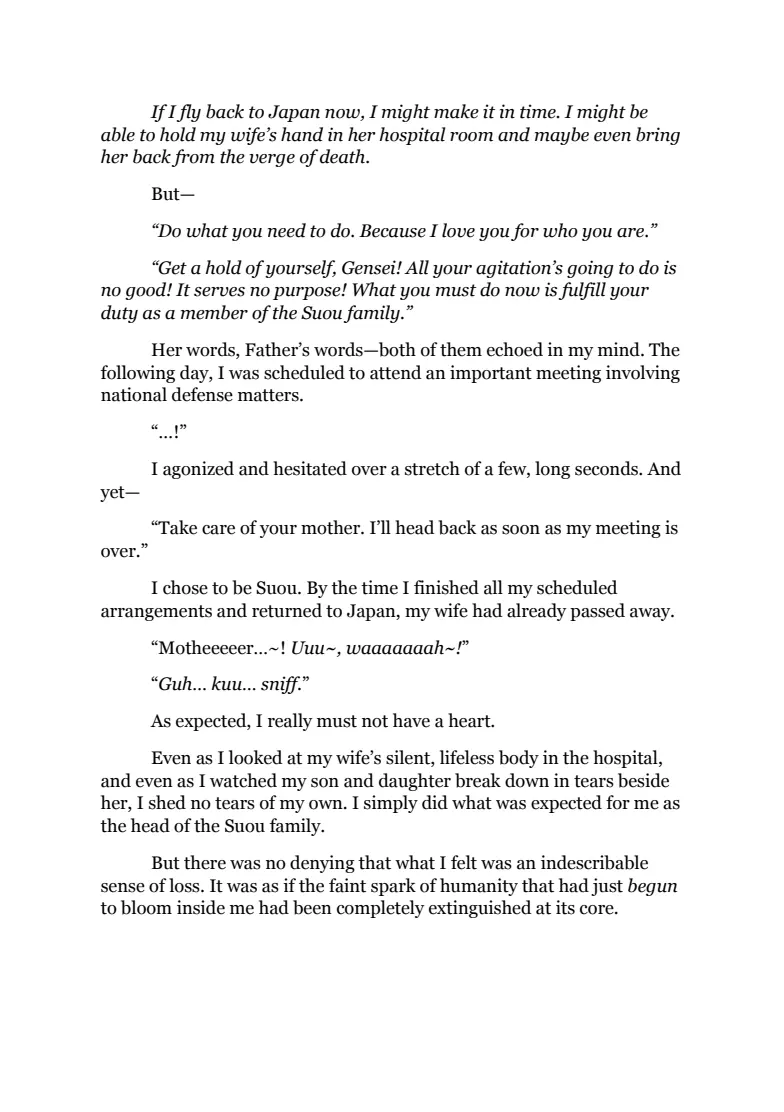 If I fly back to Japan now, I might make it in time. I might be
able to hold my wife’s hand in her hospital room and maybe even bring
her back from the verge of death.
But—
“Do what you need to do. Because I love you for who you are.”
“Get a hold of yourself, Gensei! All your agitation’s going to do is
no good! It serves no purpose! What you must do now is fulfill your
duty as a member of the Suou family.”
Her words, Father’s words—both of them echoed in my mind. The
following day, I was scheduled to attend an important meeting involving
national defense matters.
“...!”
I agonized and hesitated over a stretch of a few, long seconds. And
yet—
“Take care of your mother. I’ll head back as soon as my meeting is
over.”
I chose to be Suou. By the time I finished all my scheduled
arrangements and returned to Japan, my wife had already passed away.
“Motheeeeer...~! Uuu~, waaaaaaah~!”
“Guh... kuu... sniff.”
As expected, I really must not have a heart.
Even as I looked at my wife’s silent, lifeless body in the hospital,
and even as I watched my son and daughter break down in tears beside
her, I shed no tears of my own. I simply did what was expected for me as
the head of the Suou family.
But there was no denying that what I felt was an indescribable
sense of loss. It was as if the faint spark of humanity that had just begun
to bloom inside me had been completely extinguished at its core.